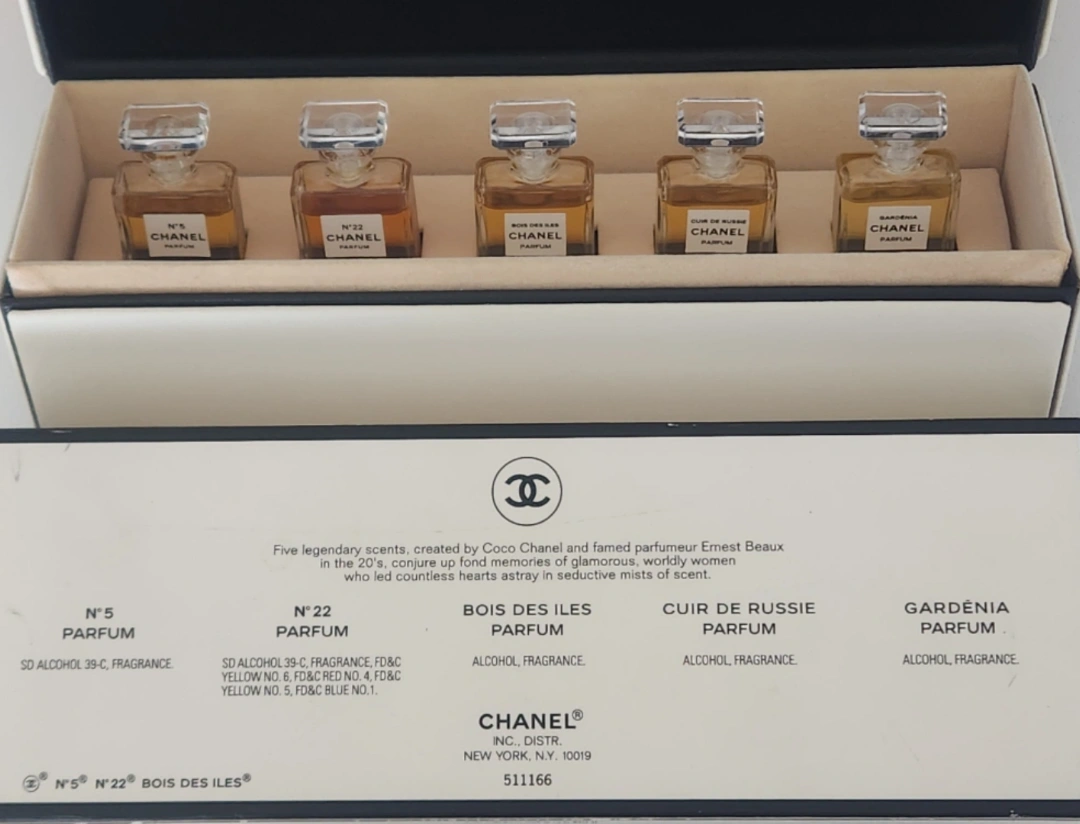 N°5
CHANEL
PARFUM
N°22
CHANEL
PARFUM
BOIS DES ILES
CHANEL
PARFUM
CUIR DE RUSSIE
CHANEL
PARFUM
GARDÉNIA
CHANEL
PARFUM
Five legendary scents, created by Coco Chanel and famed parfumeur Ernest Beaux
in the 20's, conjure up fond memories of glamorous, worldly women
who led countless hearts astray in seductive mists of scent.
N°5
PARFUM
SD ALCOHOL 39-C, FRAGRANCE.
N°22
PARFUM
SD ALCOHOL 39-C, FRAGRANCE, FD&C
YELLOW NO. 6, FD&C RED NO. 4, FD&C
YELLOW NO. 5, FD&C BLUE NO.1.
BOIS DES ILES
PARFUM
ALCOHOL, FRAGRANCE.
CUIR DE RUSSIE
PARFUM
ALCOHOL, FRAGRANCE.
GARDÉNIA
PARFUM
ALCOHOL, FRAGRANCE.
CHANEL®
INC., DISTR.
NEW YORK, N.Y. 10019
511166
® N°5® N°22® BOIS DES ILES®